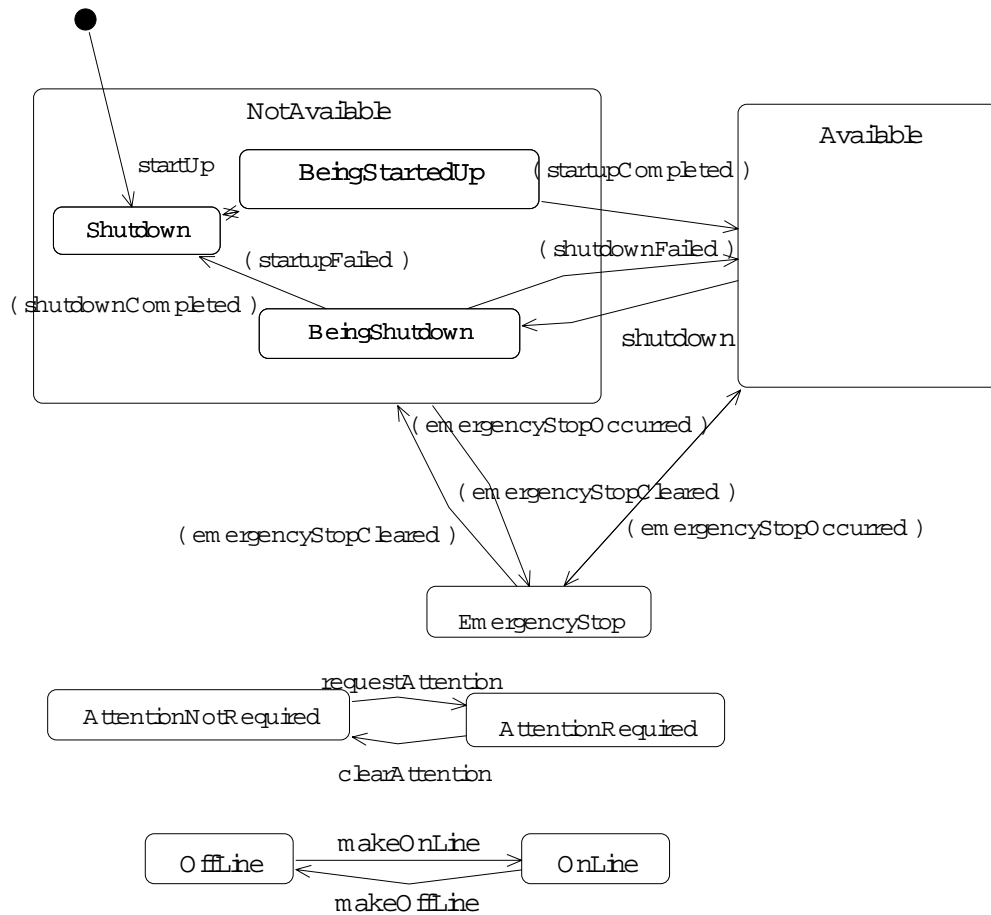 NotAvailable
Available
startUp
BeingStartedUp
(startupCompleted)
Shutdown
(shutdownFailed)
(startupFailed)
(shutdownCompleted)
BeingShutdown
shutdown
(emergencyStopOccurred)
(emergencyStopCleared)
(emergencyStopCleared)
(emergencyStopOccurred)
EmergencyStop
requestAttention
AttentionNotRequired
AttentionRequired
clearAttention
makeOnLine
OffLine
OnLine
makeOffLine